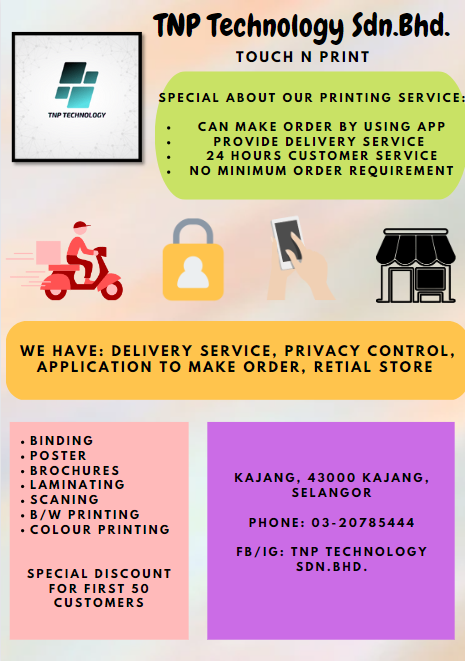 TNP Technology Sdn.Bhd.
TOUCH N PRINT
TNP TECHNOLOGY
SPECIAL ABOUT OUR PRINTING SERVICE:
• CAN MAKE ORDER BY USING APP
• PROVIDE DELIVERY SERVICE
• 24 HOURS CUSTOMER SERVICE
• NO MINIMUM ORDER REQUIREMENT
WE HAVE: DELIVERY SERVICE, PRIVACY CONTROL,
APPLICATION TO MAKE ORDER, RETIAL STORE
• BINDING
• POSTER
• BROCHURES
• LAMINATING
• SCANING
• B/W PRINTING
• COLOUR PRINTING
SPECIAL DISCOUNT
FOR FIRST 50
CUSTOMERS
KAJANG, 43000 KAJANG,
SELANGOR
PHONE: 03-20785444
FB/IG: TNP TECHNOLOGY
SDN.BHD.